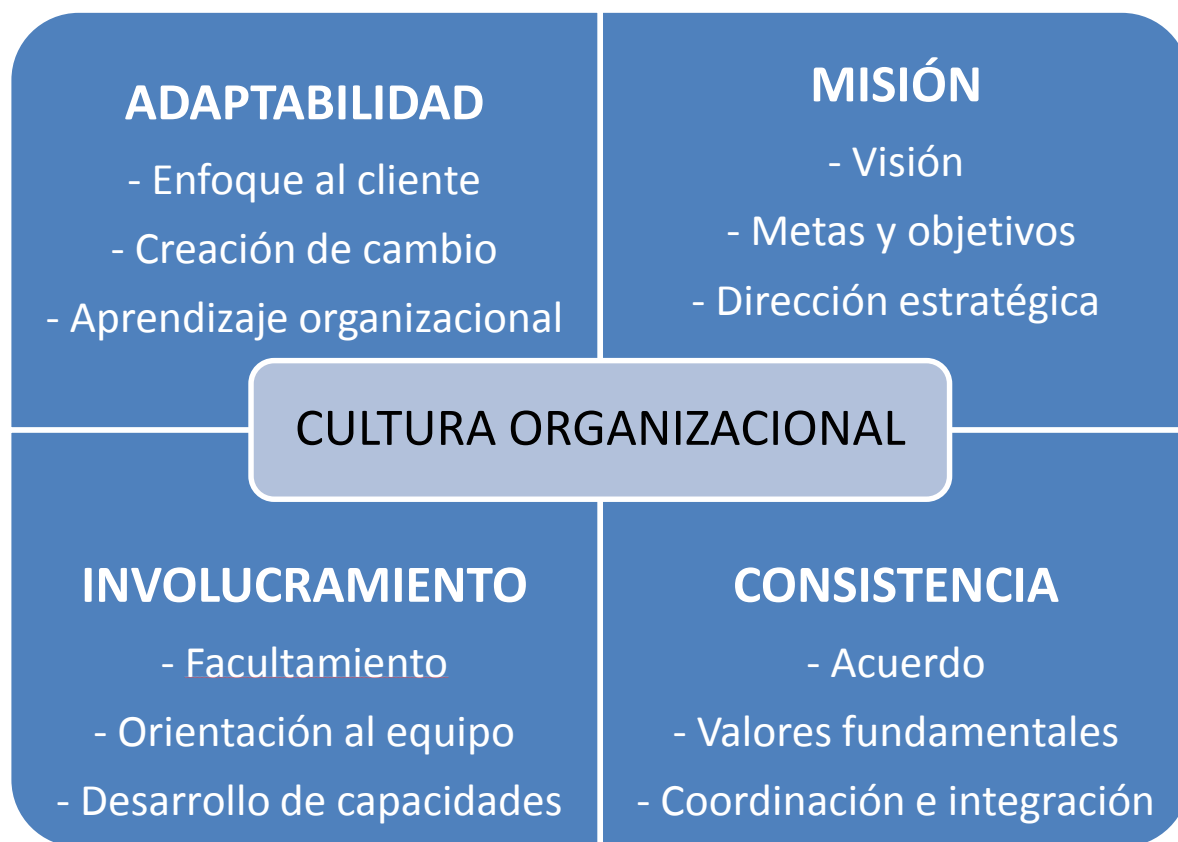 ADAPTABILIDAD
- Enfoque al cliente
- Creación de cambio
- Aprendizaje organizacional
MISIÓN
- Visión
- Metas y objetivos
- Dirección estratégica
CULTURA ORGANIZACIONAL
INVOLUCRAMIENTO
- Facultamiento
- Orientación al equipo
- Desarrollo de capacidades
CONSISTENCIA
- Acuerdo
- Valores fundamentales
- Coordinación e integración